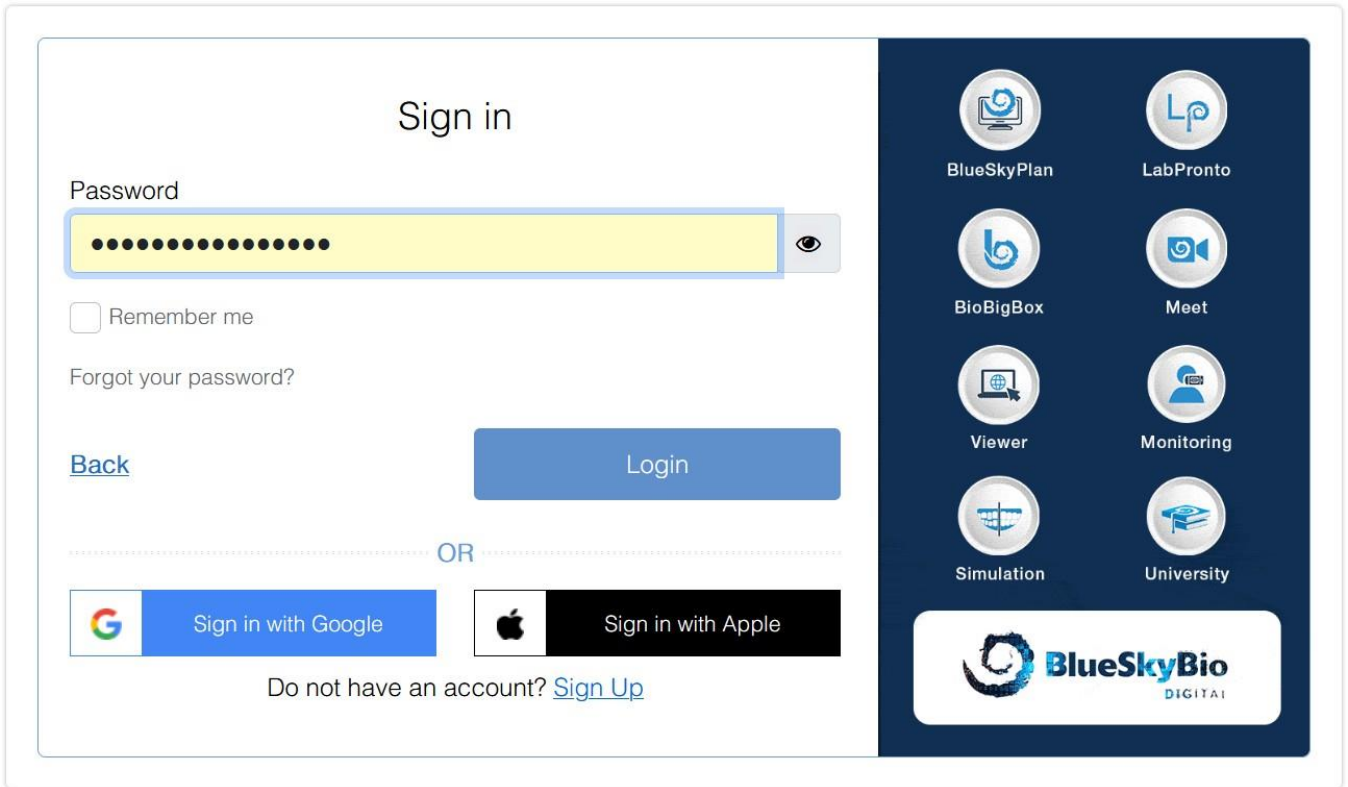 Sign in
Password
••••••••••••••••
Remember me
Forgot your password?
Back
Login
OR
Sign in with Google
Sign in with Apple
Do not have an account? Sign Up
BlueSkyPlan
LabPronto
BioBigBox
Meet
Viewer
Monitoring
Simulation
University
BlueSkyBio
DIGITAL